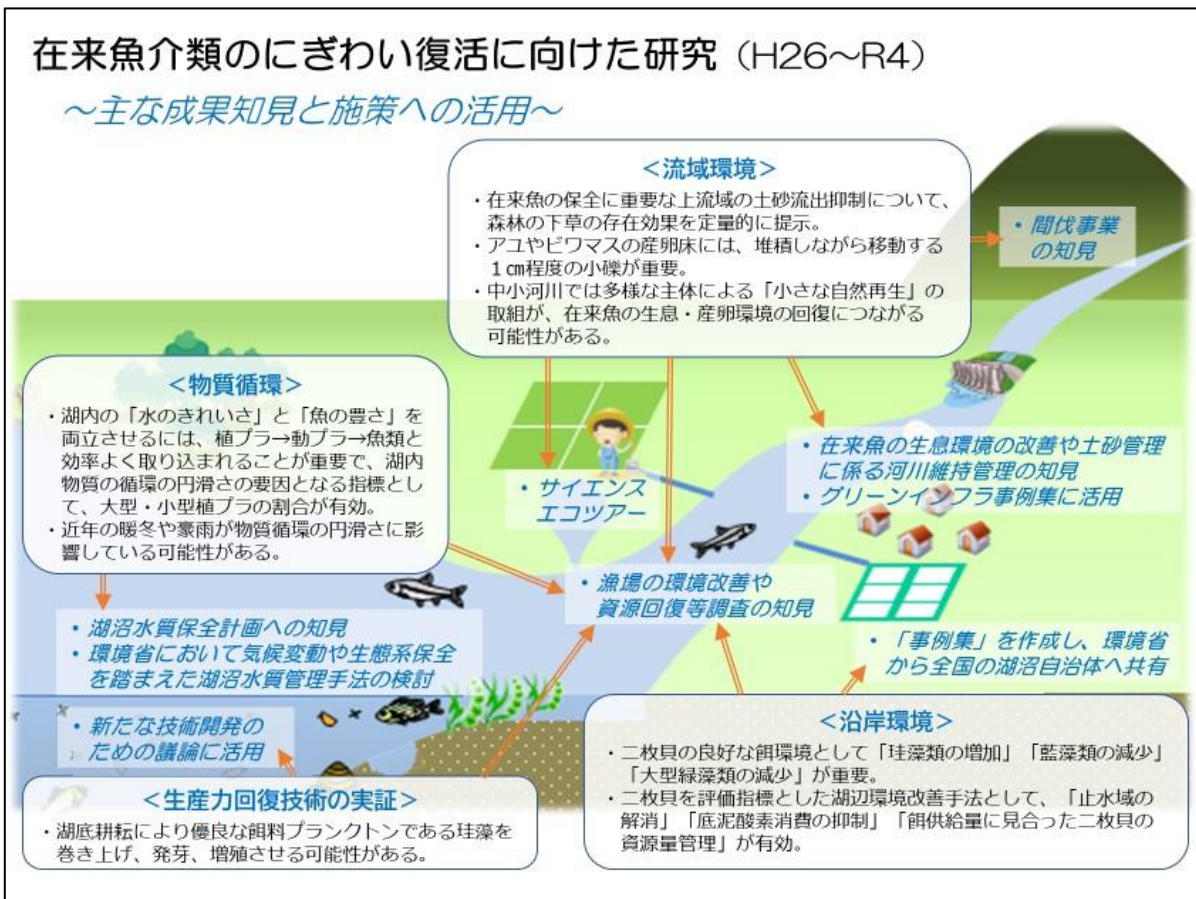 在来魚介類のにぎわい復活に向けた研究（H26～R4）
～主な成果知見と施策への活用～
＜流域環境＞
・在来魚の保全に重要な上流域の土砂流出抑制について、
森林の下草の存在効果を定量的に提示。
・アユやビワマスの産卵床には、堆積しながら移動する
１㎝程度の小礫が重要。
・中小河川では多様な主体による「小さな自然再生」の
取組が、在来魚の生息・産卵環境の回復につながる
可能性がある。
・間伐事業
の知見
＜物質循環＞
・湖内の「水のきれいさ」と「魚の豊さ」を
両立させるには、植プラ→動プラ→魚類と
効率よく取り込まれることが重要で、湖内
物質の循環の円滑さの要因となる指標とし
て、大型・小型植プラの割合が有効。
・近年の暖冬や豪雨が物質循環の円滑さに影
響している可能性がある。
・サイエンス
エコツアー
・在来魚の生息環境の改善や土砂管理
に係る河川維持管理の知見
・グリーンインフラ事例集に活用
・漁場の環境改善や
資源回復等調査の知見
・湖沼水質保全計画への知見
・環境省において気候変動や生態系保全
を踏まえた湖沼水質管理手法の検討
・「事例集」を作成し、環境省
から全国の湖沼自治体へ共有
・新たな技術開発の
ための議論に活用
＜生産力回復技術の実証＞
・湖底耕耘により優良な餌料プランクトンである珪藻を
巻き上げ、発芽、増殖させる可能性がある。
＜沿岸環境＞
・二枚貝の良好な餌環境として「珪藻類の増加」「藍藻類の減少」
「大型緑藻類の減少」が重要。
・二枚貝を評価指標とした湖辺環境改善手法として、「止水域の
解消」「底泥酸素消費の抑制」「餌供給量に見合った二枚貝の
資源量管理」が有効。